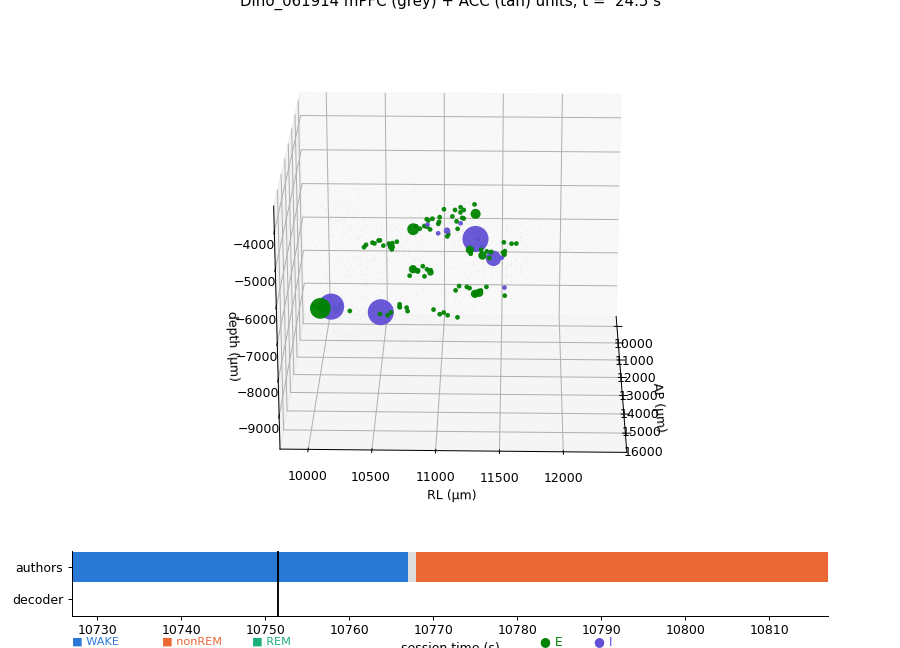 Dino_061914 mPFC (grey) + ACC (tan) units, t = 24.5 s
−4000
−5000
−6000
−7000
−8000
−9000
depth (μm)
10000
11000
12000
13000
14000
15000
16000
AP (μm)
10000 10500 11000 11500 12000
RL (μm)
authors
decoder
10730 10740 10750 10760 10770 10780 10790 10800 10810
session time (s)
WAKE nonREM REM E I